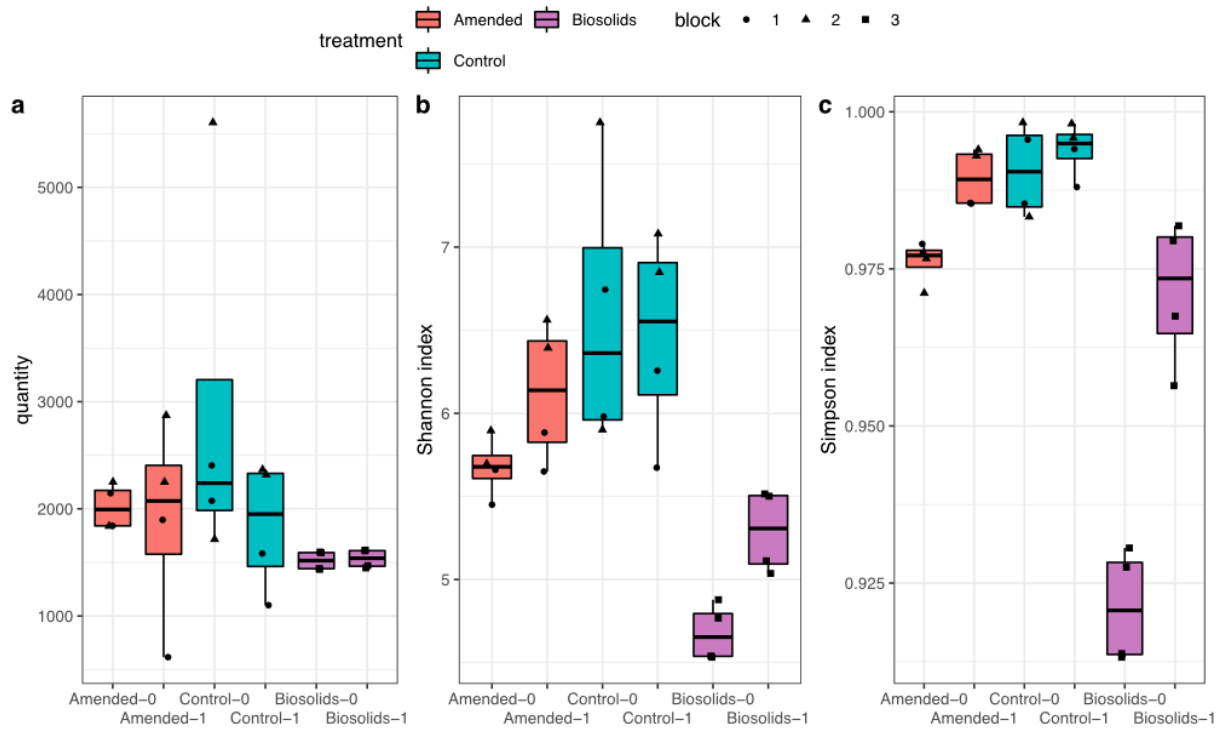 treatment
Amended
Biosolids
Control
block
1
2
3
a
quantity
5000
4000
3000
2000
1000
Amended−0
Amended−1
Control−0
Control−1
Biosolids−0
Biosolids−1
b
Shannon index
7
6
5
Amended−0
Amended−1
Control−0
Control−1
Biosolids−0
Biosolids−1
c
Simpson index
1.000
0.975
0.950
0.925
Amended−0
Amended−1
Control−0
Control−1
Biosolids−0
Biosolids−1